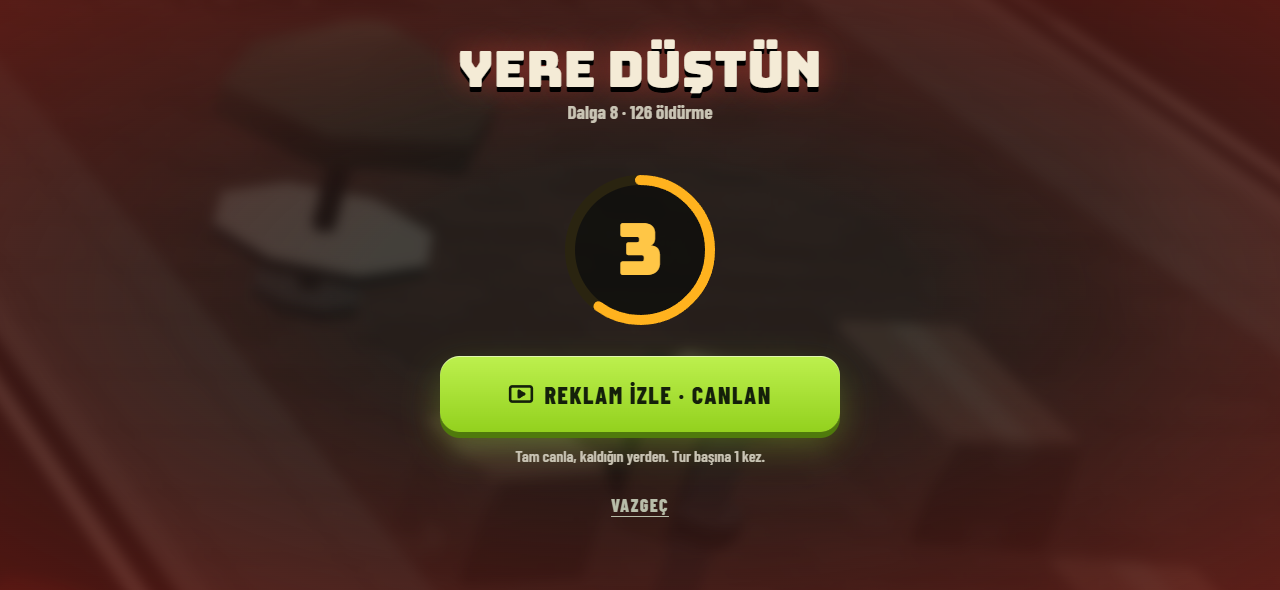 YERE DÜŞTÜN
Dalga 8 · 126 öldürme
3
REKLAM İZLE · CANLAN
Tam canla, kaldığın yerden. Tur başına 1 kez.
VAZGEÇ